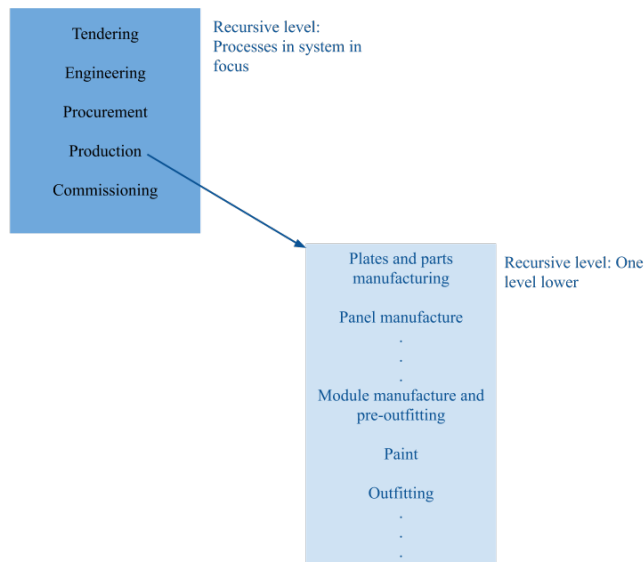 Tendering
Engineering
Procurement
Production
Commissioning
Recursive level:
Processes in system in
focus
Plates and parts
manufacturing
Panel manufacture
.
.
.
Module manufacture and
pre-outfitting
Paint
Outfitting
.
.
.
Recursive level: One
level lower